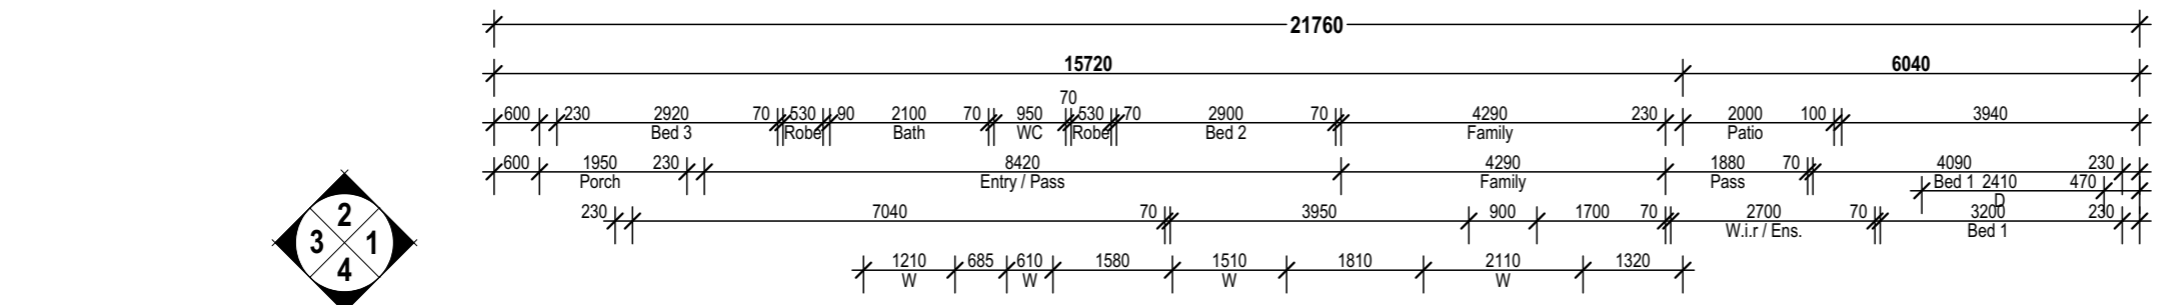 21760
15720 6040
70
600 230 2920 70 530 90 2100 70 950 530 70 2900 70 4290 230 2000 100 3940
Bed 3 Robe Bath WC Robe Bed 2 Family Patio
600 1950 230 8420 4290 1880 70 4090 230
Porch Entry / Pass Family Pass Bed 1 2410 470
D
230 7040 70 3950 900 1700 70 2700 70 3200 230
W.i.r / Ens. Bed 1
2
3 1
4
1210 685 610 1580 1510 1810 2110 1320
W W W W